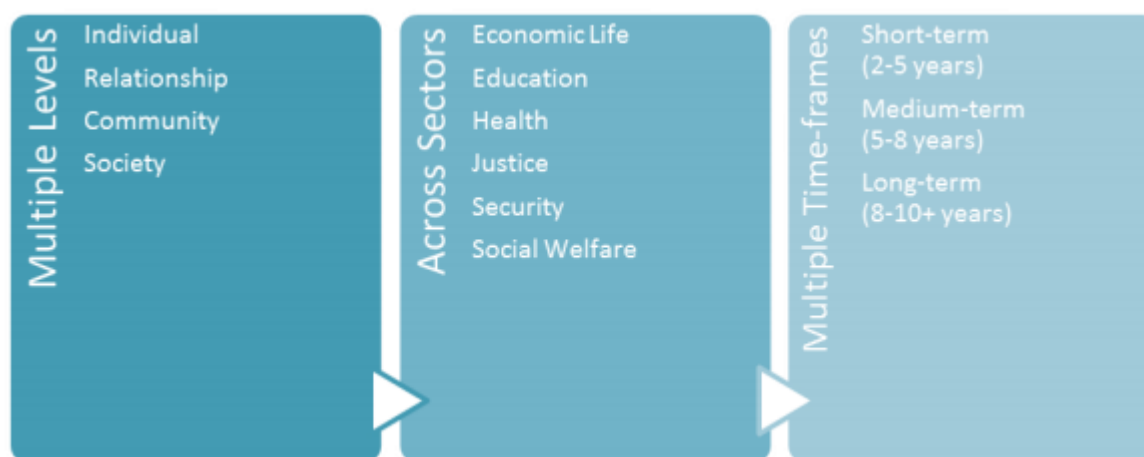 Multiple Levels
Individual
Relationship
Community
Society
Across Sectors
Economic Life
Education
Health
Justice
Security
Social Welfare
Multiple Time-frames
Short-term
(2-5 years)
Medium-term
(5-8 years)
Long-term
(8-10+ years)